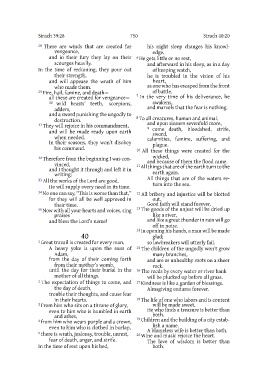 Sirach 39:28 750 Sirach 40:20
28 There are winds that are created for
vengeance,
and in their fury lay on their
scourges heavily.
In the time of reckoning, they pour out
their strength,
and will appease the wrath of him
who made them.
29 Fire, hail, famine, and death—
all these are created for vengeance—
30 wild beasts' teeth, scorpions,
adders,
and a sword punishing the ungodly to
destruction.
31 They will rejoice in his commandment,
and will be made ready upon earth
when needed.
In their seasons, they won't disobey
his command.
32 Therefore from the beginning I was con-
vinced,
and I thought it through and left it in
writing:
33 All the works of the Lord are good.
He will supply every need in its time.
34 No one can say, “This is worse than that,”
for they will all be well approved in
their time.
35 Now with all your hearts and voices, sing
praises
and bless the Lord's name!
40
1 Great travail is created for every man.
A heavy yoke is upon the sons of
Adam,
from the day of their coming forth
from their mother's womb,
until the day for their burial in the
mother of all things.
2 The expectation of things to come, and
the day of death,
trouble their thoughts, and cause fear
in their hearts.
3 From him who sits on a throne of glory,
even to him who is humbled in earth
and ashes,
4 from him who wears purple and a crown,
even to him who is clothed in burlap,
5 there is wrath, jealousy, trouble, unrest,
fear of death, anger, and strife.
In the time of rest upon his bed,
his night sleep changes his knowl-
edge.
6 He gets little or no rest,
and afterward in his sleep, as in a day
of keeping watch,
he is troubled in the vision of his
heart,
as one who has escaped from the front
of battle.
7 In the very time of his deliverance, he
awakens,
and marvels that the fear is nothing.
8 To all creatures, human and animal,
and upon sinners sevenfold more,
9 come death, bloodshed, strife,
sword,
calamities, famine, suffering, and
plague.
10 All these things were created for the
wicked,
and because of them the flood came.
11 All things that are of the earth turn to the
earth again.
All things that are of the waters re-
turn into the sea.
12 All bribery and injustice will be blotted
out.
Good faith will stand forever.
13 The goods of the unjust will be dried up
like a river,
and like a great thunder in rain will go
off in noise.
14 In opening his hands, a man will be made
glad;
so lawbreakers will utterly fail.
15 The children of the ungodly won't grow
many branches,
and are as unhealthy roots on a sheer
rock.
16 The reeds by every water or river bank
will be plucked up before all grass.
17 Kindness is like a garden of blessings.
Almsgiving endures forever.
18 The life of one who labors and is content
will be made sweet.
He who finds a treasure is better than
both.
19 Children and the building of a city estab-
lish a name.
A blameless wife is better than both.
20 Wine and music rejoice the heart.
The love of wisdom is better than
both.